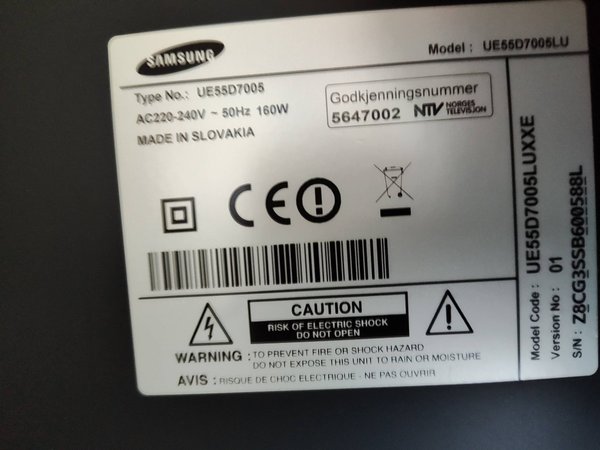 SAMSUNG
Model : UE55D7005LU
Type No.: UE55D7005
AC220-240V ~ 50Hz 160W
MADE IN SLOVAKIA
Godkjenningsnummer
5647002 NTV NORGES TELEVISJON
CE
CAUTION
RISK OF ELECTRIC SHOCK
DO NOT OPEN
WARNING : TO PREVENT FIRE OR SHOCK HAZARD
DO NOT EXPOSE THIS UNIT TO RAIN OR MOISTURE
AVIS : RISQUE DE CHOC ELECTRIQUE - NE PAS OUVRIR
Model Code : UE55D7005LUXXE
Version No : 01
S/N : Z8CG3SSB600588L